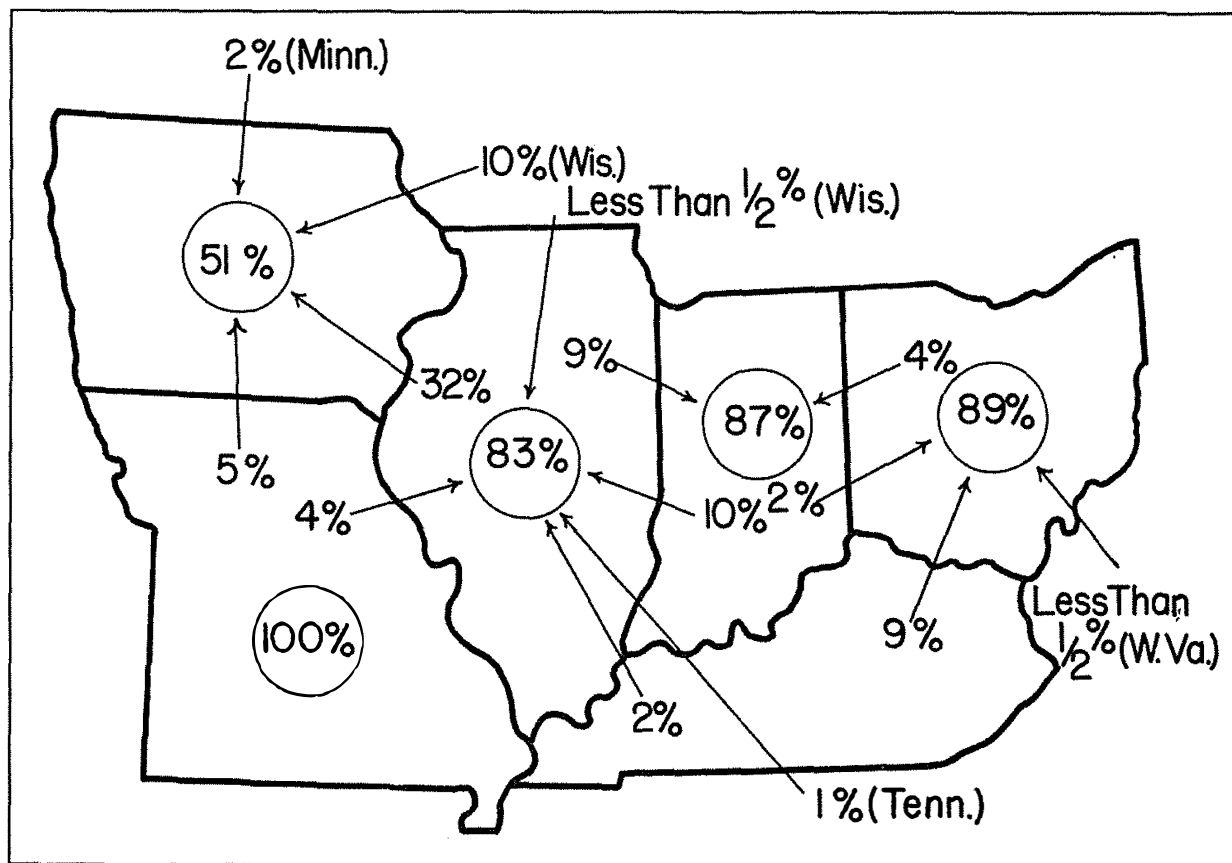 2%(Minn.)
10%(Wis.)
Less Than 1/2% (Wis.)
51%
9%
4%
32%
87%
89%
83%
5%
4%
10%
2%
100%
9%
Less Than
1/2%(W.Va.)
2%
1%(Tenn.)